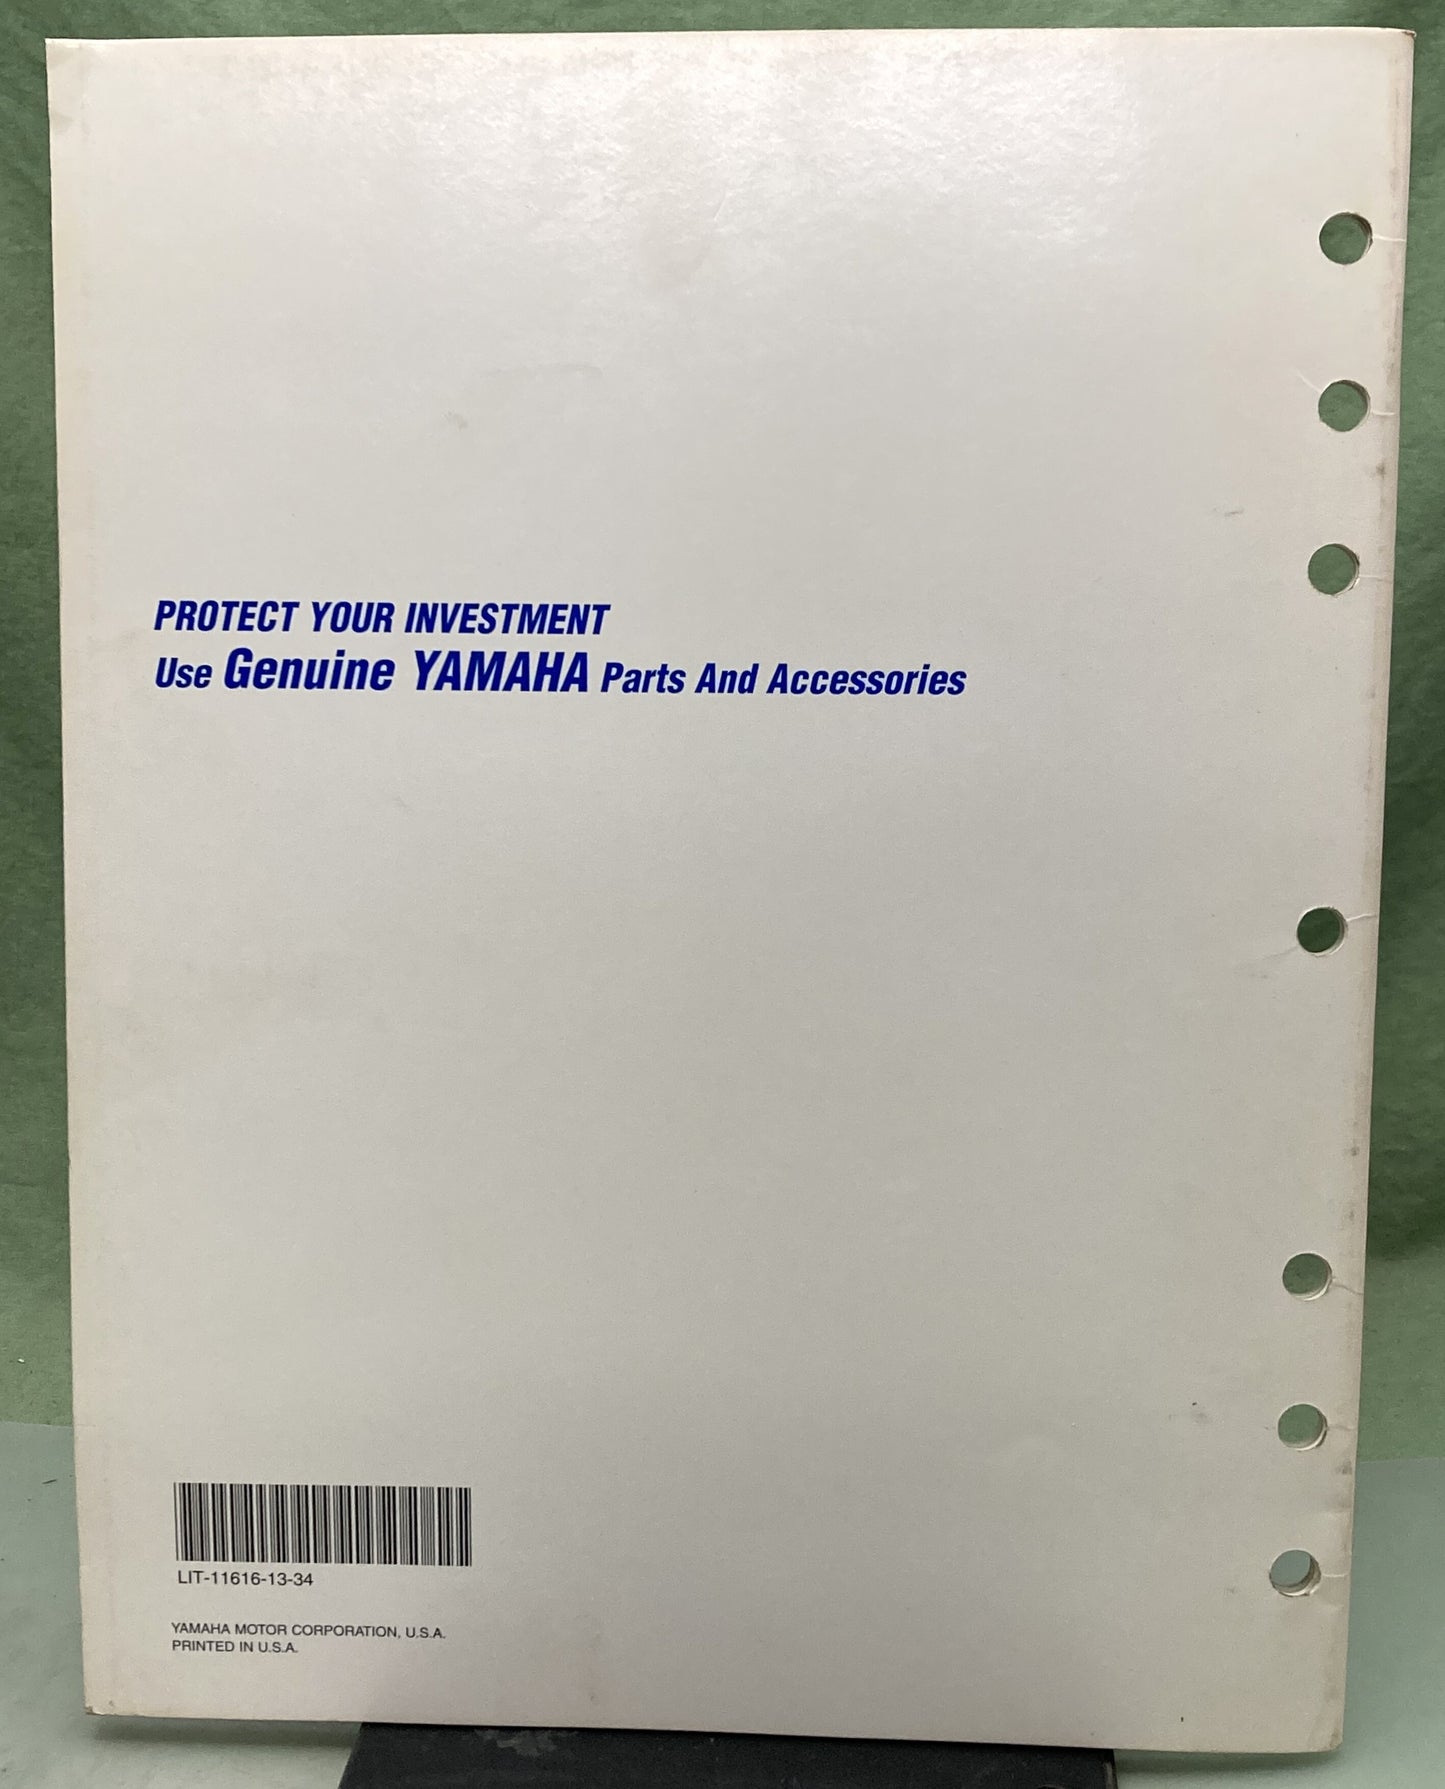 PROTECT YOUR INVESTMENT
Use Genuine YAMAHA Parts And Accessories
LIT-11616-13-34
YAMAHA MOTOR CORPORATION, U.S.A.
PRINTED IN U.S.A.